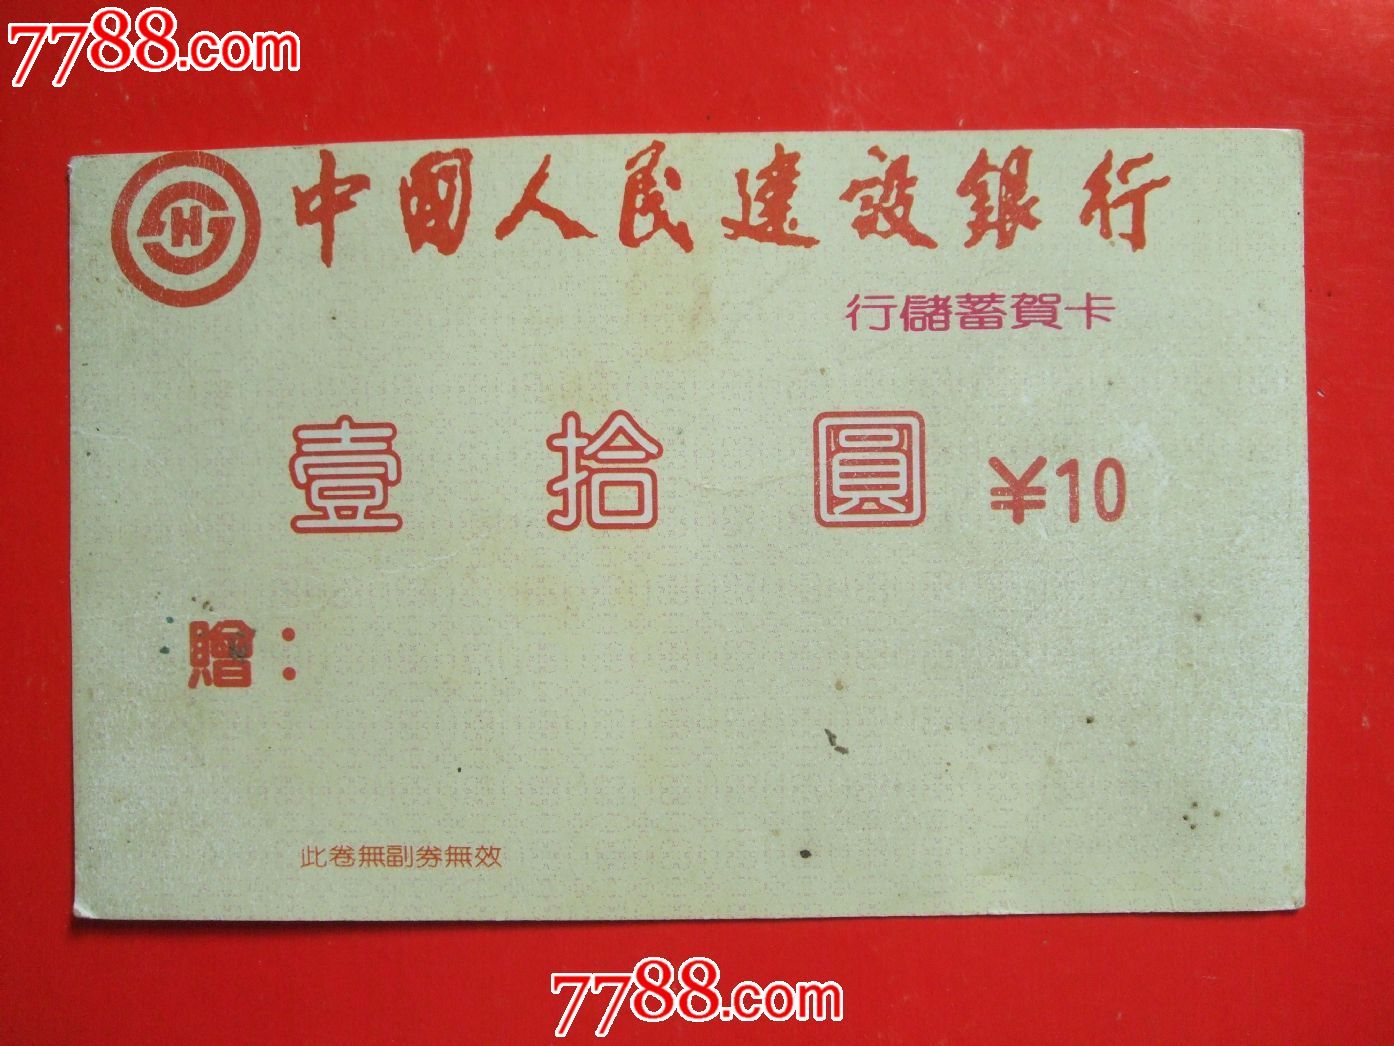 7788.com
中國人民建設銀行
行儲蓄賀卡
壹拾圓 ¥10
贈：
此卷無副券無效
7788.com